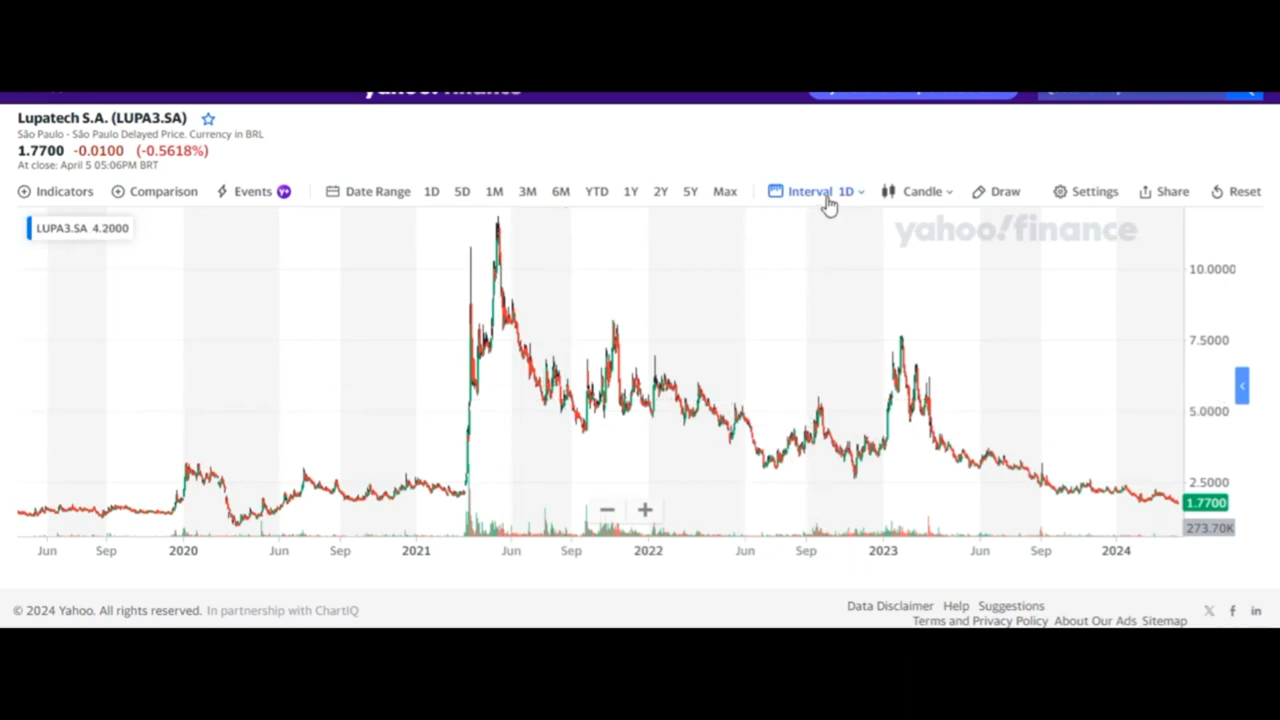 Lupatech S.A. (LUPA3.SA)
São Paulo - São Paulo Delayed Price. Currency in BRL
1.7700 -0.0100 (-0.5618%)
At close: April 5 05:06PM BRT
Indicators Comparison Events Y+ Date Range 1D 5D 1M 3M 6M YTD 1Y 2Y 5Y Max Interval 1D Candle Draw Settings Share Reset
LUPA3.SA 4.2000
yahoo!finance
10.0000
7.5000
5.0000
2.5000
1.7700
273.70K
Jun Sep 2020 Jun Sep 2021 Jun Sep 2022 Jun Sep 2023 Jun Sep 2024
© 2024 Yahoo. All rights reserved. In partnership with ChartIQ
Data Disclaimer Help Suggestions
Terms and Privacy Policy About Our Ads Sitemap